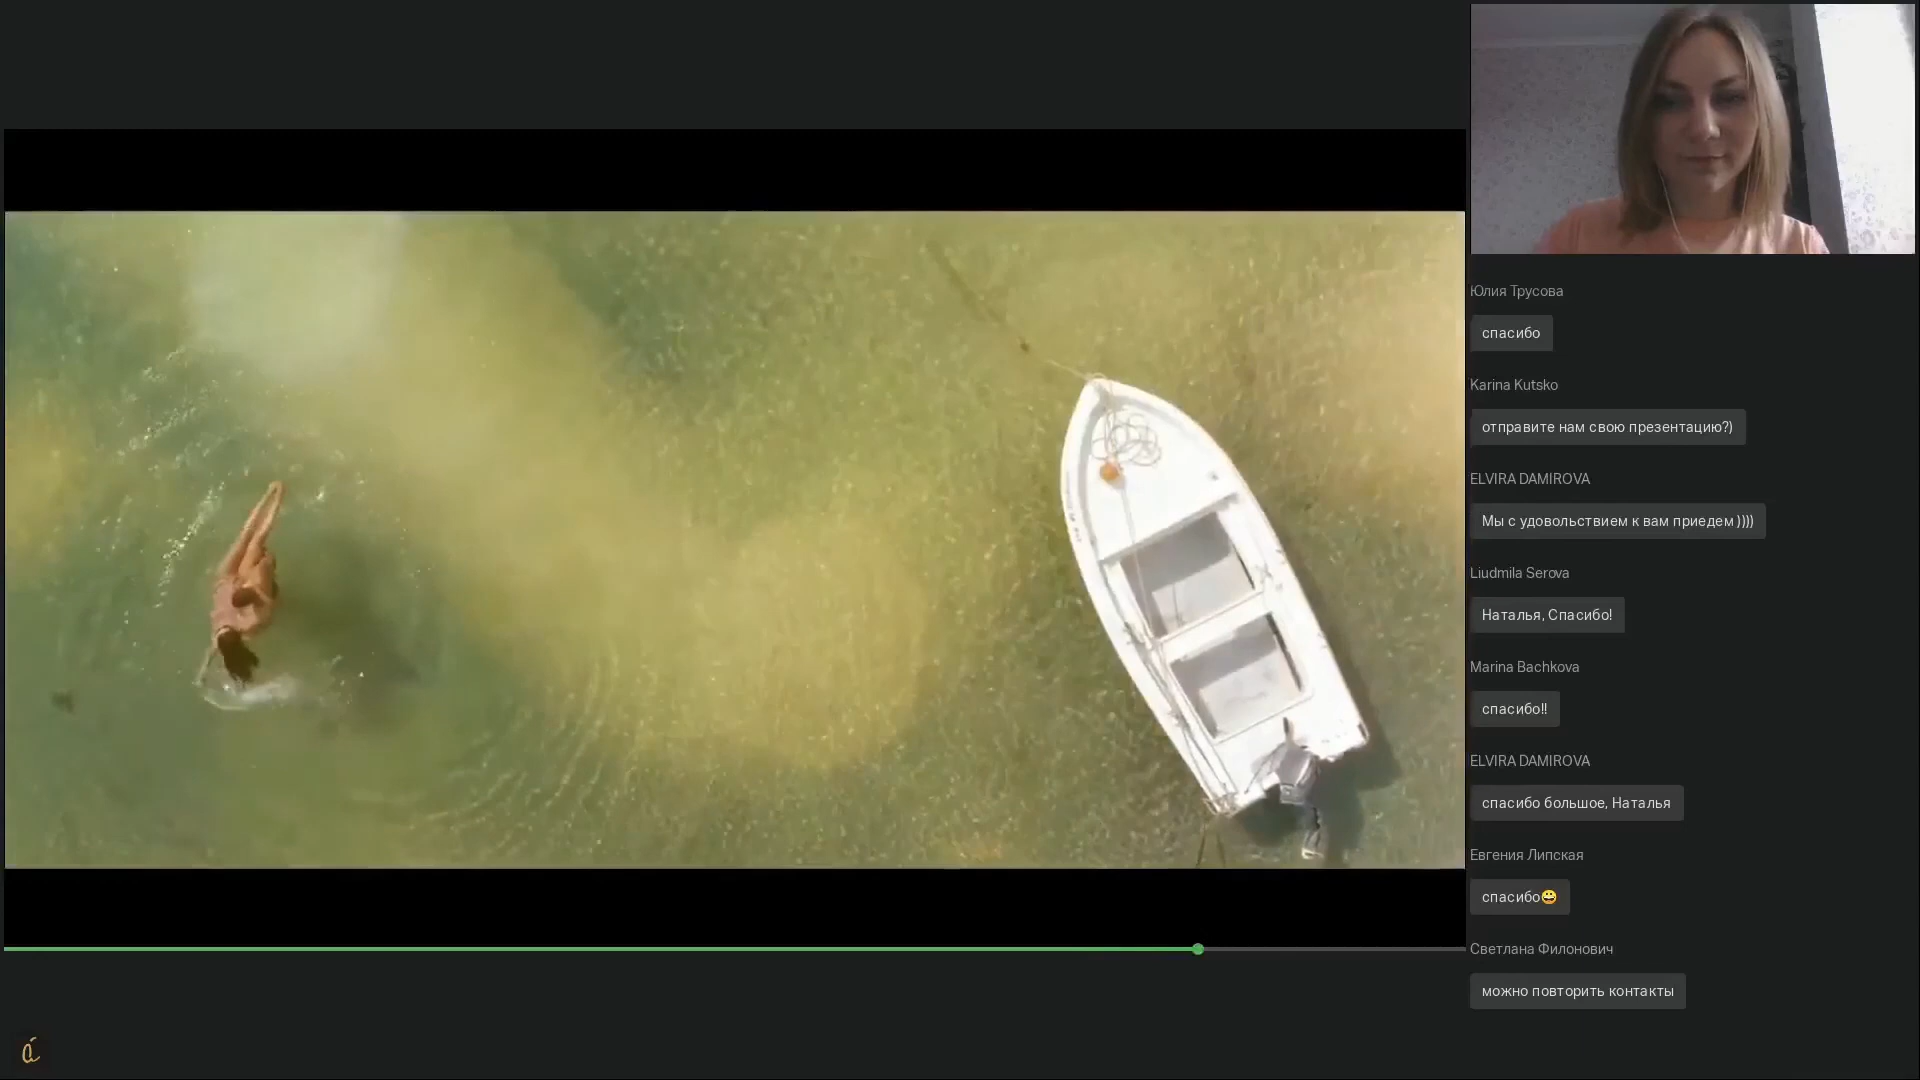 Юлия Трусова
спасибо
Karina Kutsko
отправите нам свою презентацию?)
ELVIRA DAMIROVA
Мы с удовольствием к вам приедем ))))
Liudmila Serova
Наталья, Спасибо!
Marina Bachkova
спасибо!!
ELVIRA DAMIROVA
спасибо большое, Наталья
Евгения Липская
спасибо😀
Светлана Филонович
можно повторить контакты
á